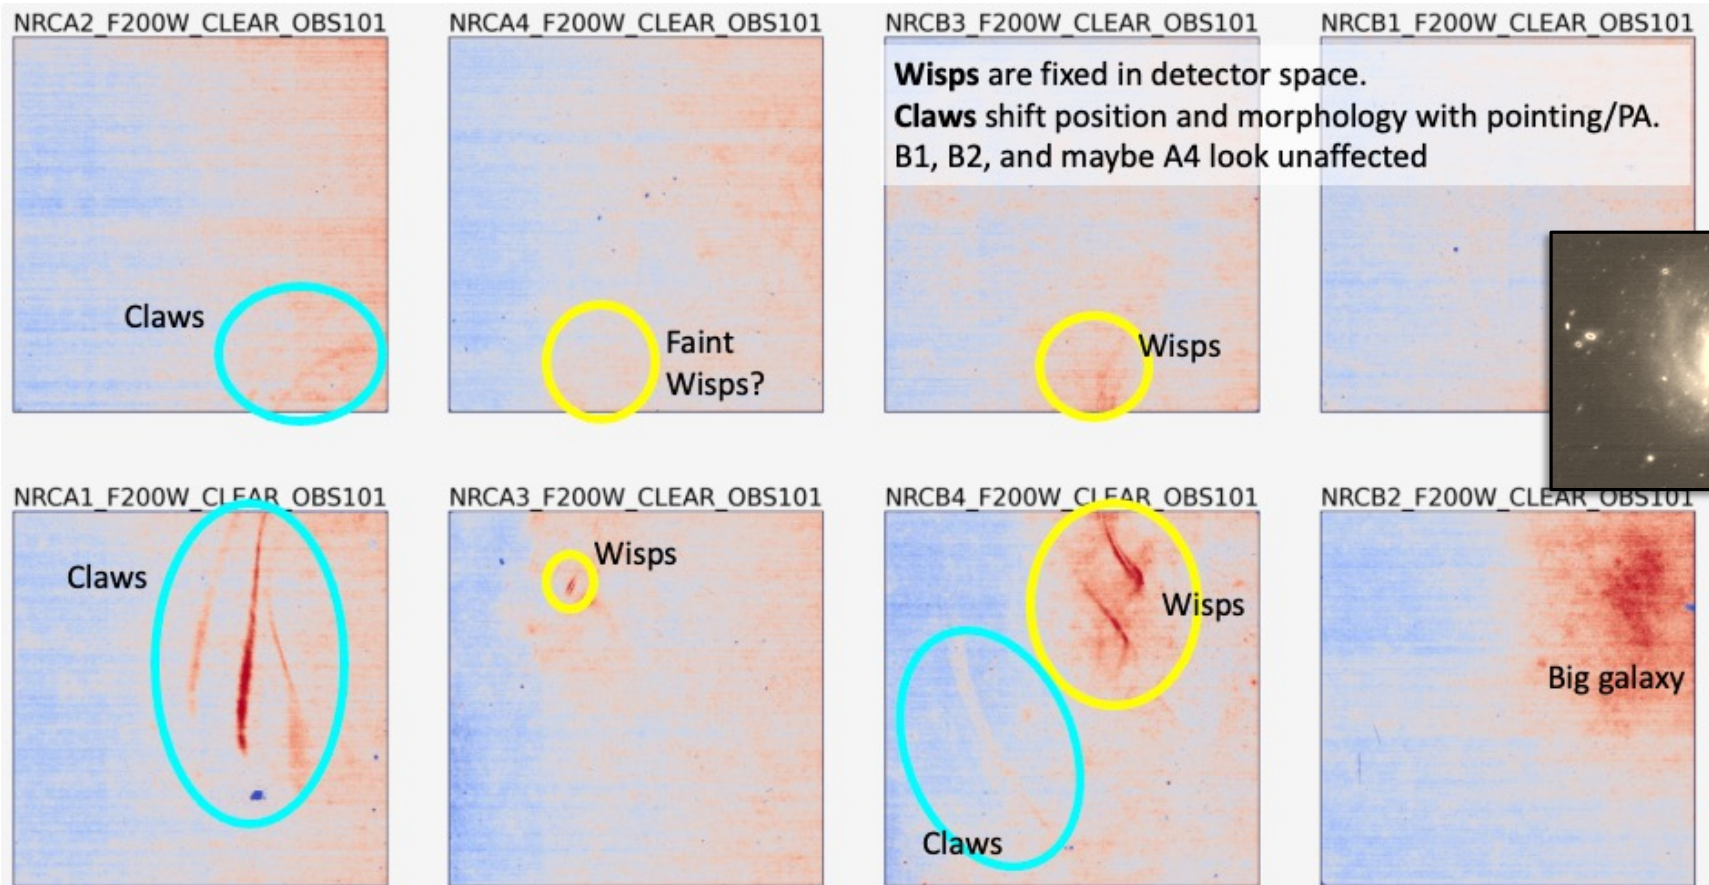 NRCA2_F200W_CLEAR_OBS101
NRCA4_F200W_CLEAR_OBS101
NRCB3_F200W_CLEAR_OBS101
NRCB1_F200W_CLEAR_OBS101
Wisps are fixed in detector space.
Claws shift position and morphology with pointing/PA.
B1, B2, and maybe A4 look unaffected
Claws
Faint
Wisps?
Wisps
NRCA1_F200W_CLEAR_OBS101
NRCA3_F200W_CLEAR_OBS101
NRCB4_F200W_CLEAR_OBS101
NRCB2_F200W_CLEAR_OBS101
Claws
Wisps
Wisps
Claws
Big galaxy